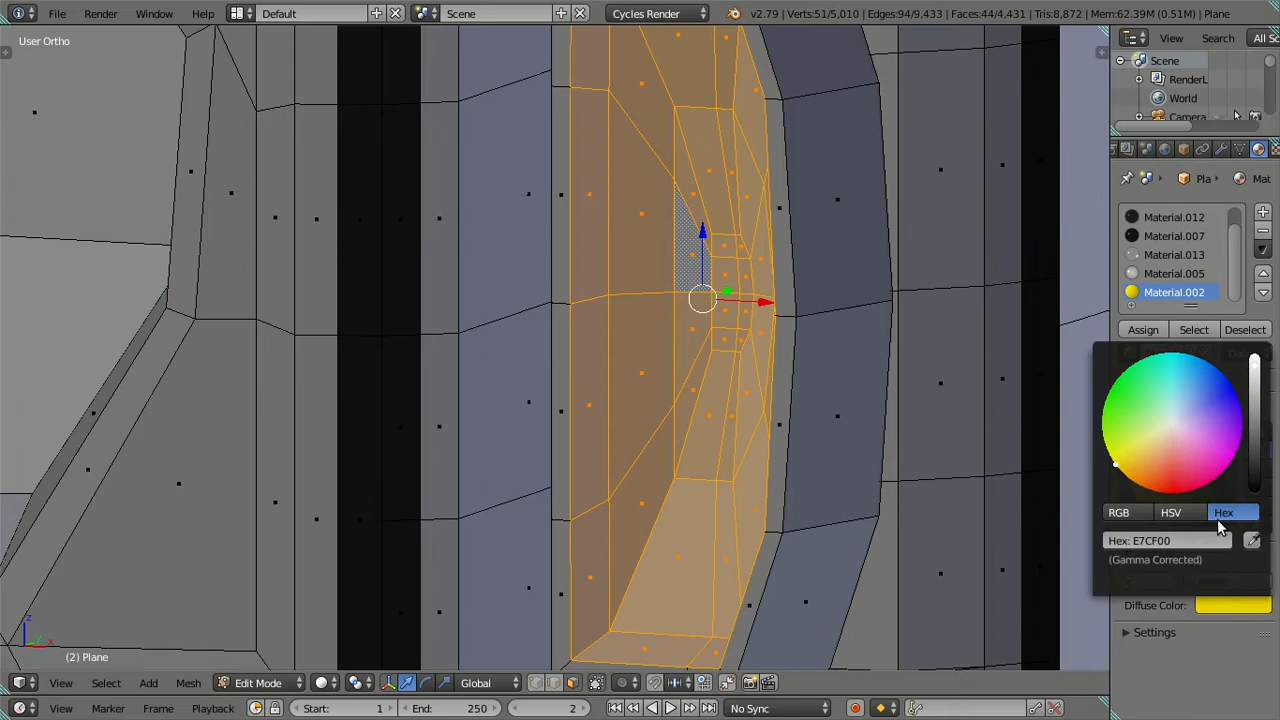 File Render Window Help Default Scene Cycles Render v2.79 | Verts:51/5,010 | Edges:94/9,433 | Faces:44/4,431 | Tris:8,872 | Mem:62.39M (0.51M) | Plane
User Ortho
View Search All Sc
Scene
RenderL
World
Camera
Pla Mat
Material.012
Material.007
Material.013
Material.005
Material.002
Assign Select Deselect
RGB HSV Hex
Hex: E7CF00
(Gamma Corrected)
Diffuse Color:
Settings
z
y x
(2) Plane
View Select Add Mesh Edit Mode Global
View Marker Frame Playback Start: 1 End: 250 2 No Sync